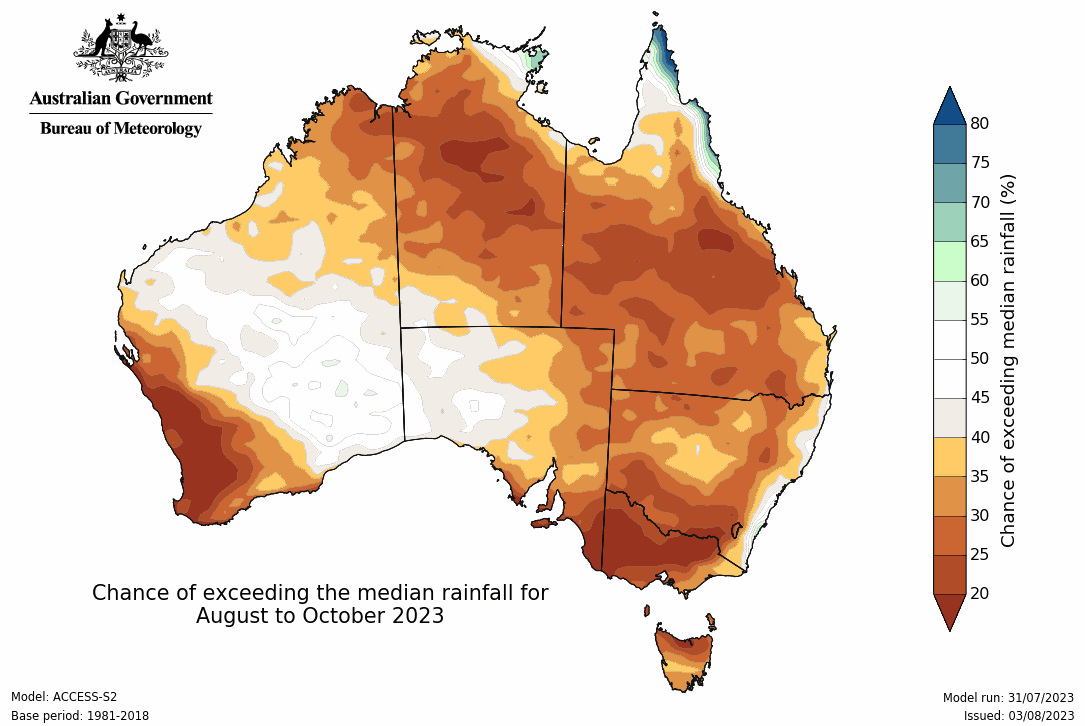 AUSTRALIA
Australian Government
Bureau of Meteorology
80
75
70
65
60
55
50
45
40
35
30
25
20
Chance of exceeding median rainfall (%)
Chance of exceeding the median rainfall for
August to October 2023
Model: ACCESS-S2
Base period: 1981-2018
Model run: 31/07/2023
Issued: 03/08/2023